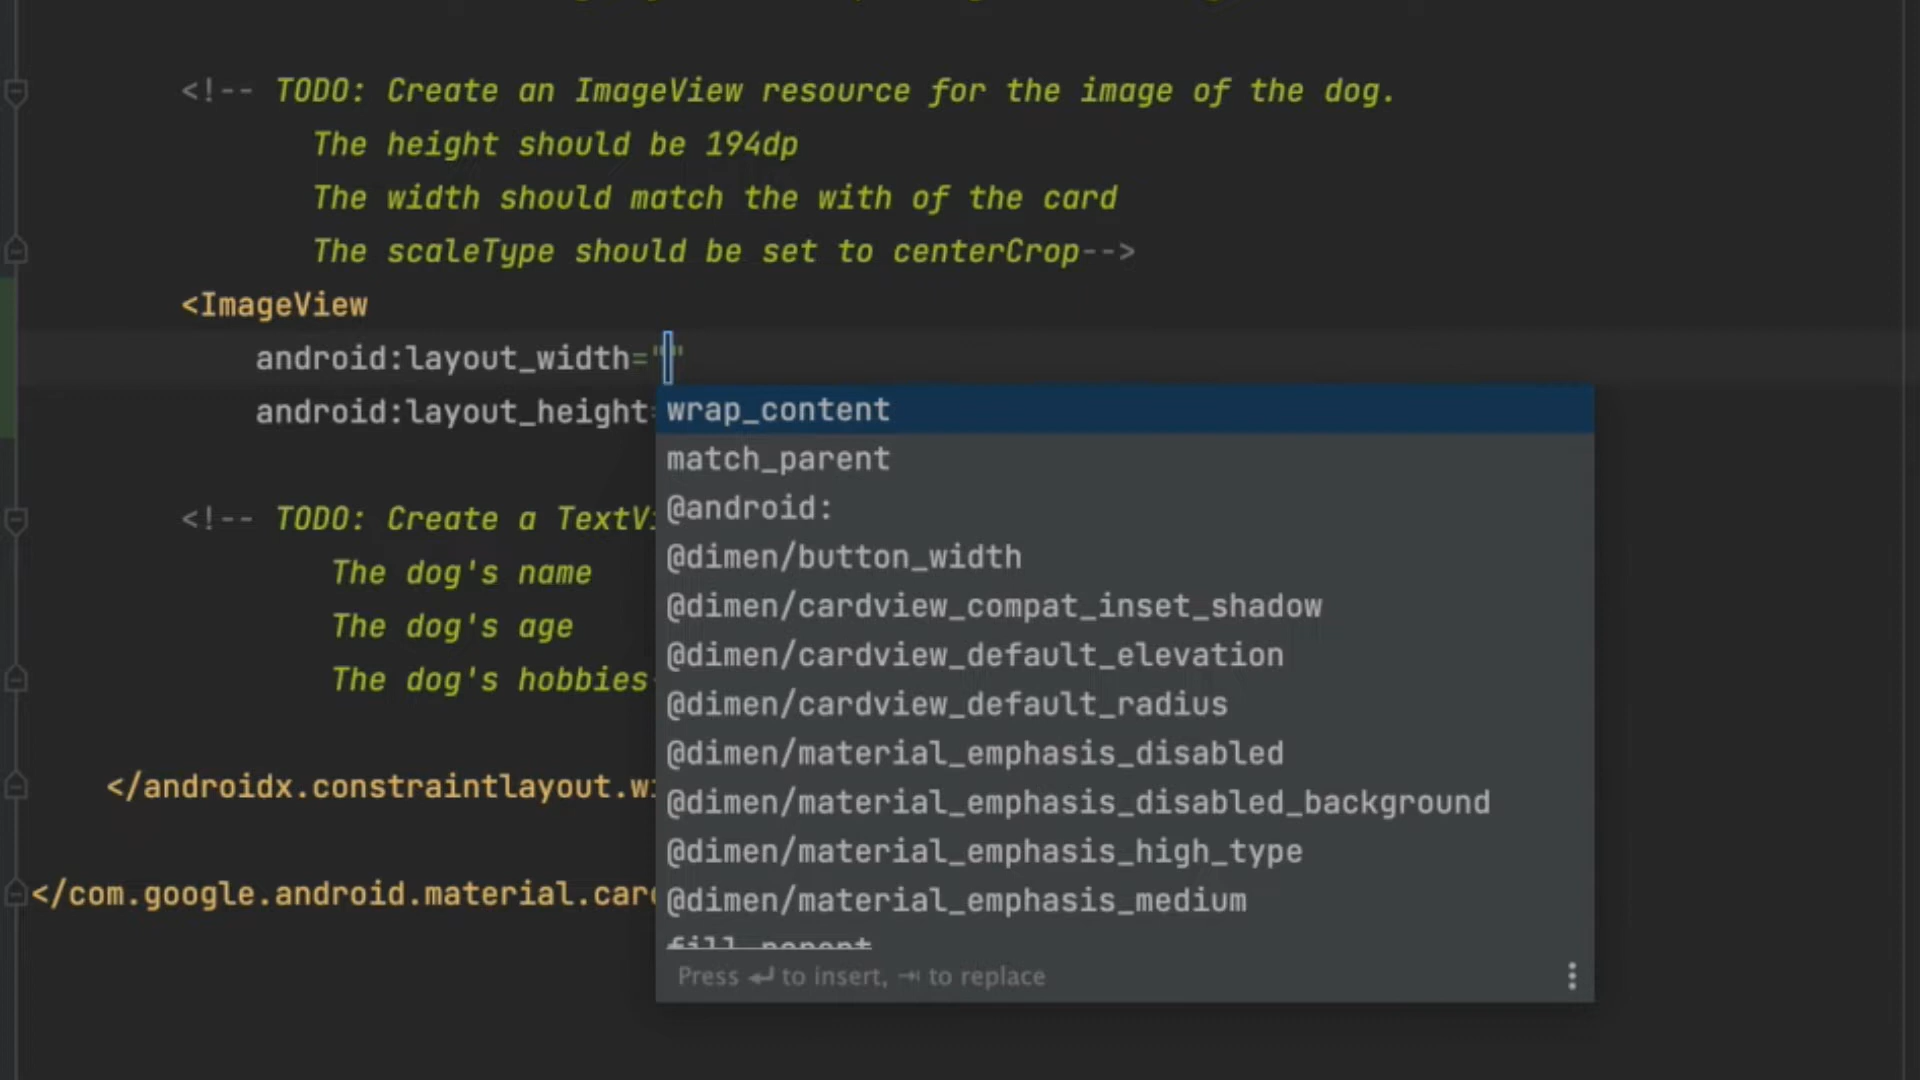 <!-- TODO: Create an ImageView resource for the image of the dog.
The height should be 194dp
The width should match the with of the card
The scaleType should be set to centerCrop-->
<ImageView
android:layout_width=""
android:layout_height=
wrap_content
match_parent
@android:
@dimen/button_width
@dimen/cardview_compat_inset_shadow
@dimen/cardview_default_elevation
@dimen/cardview_default_radius
@dimen/material_emphasis_disabled
@dimen/material_emphasis_disabled_background
@dimen/material_emphasis_high_type
@dimen/material_emphasis_medium
fill_parent
Press ↵ to insert, ⇥ to replace
<!-- TODO: Create a TextVi
The dog's name
The dog's age
The dog's hobbies
</androidx.constraintlayout.wi
</com.google.android.material.card